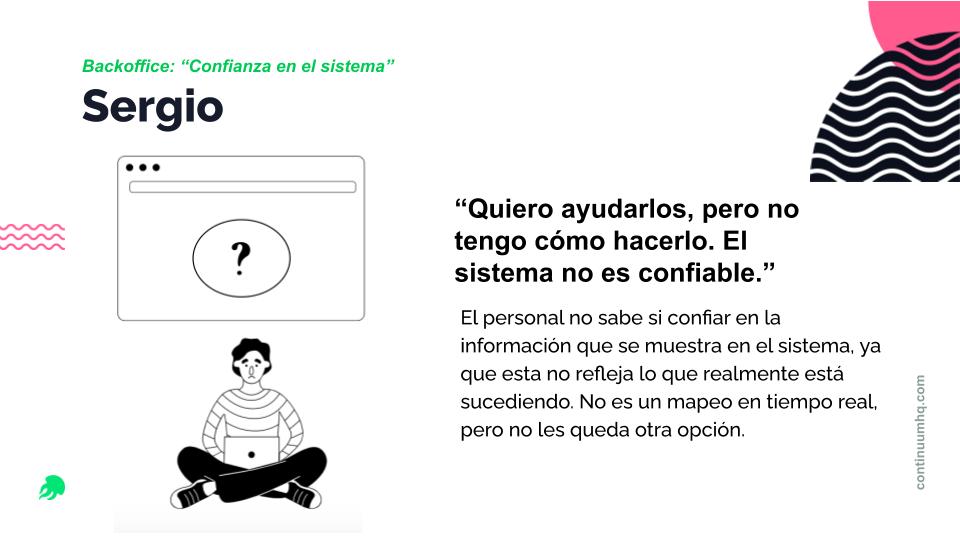 Backoffice: “Confianza en el sistema”
Sergio
?
“Quiero ayudarlos, pero no
tengo cómo hacerlo. El
sistema no es confiable.”
El personal no sabe si confiar en la
información que se muestra en el sistema, ya
que esta no refleja lo que realmente está
sucediendo. No es un mapeo en tiempo real,
pero no les queda otra opción.
continuumhq.com